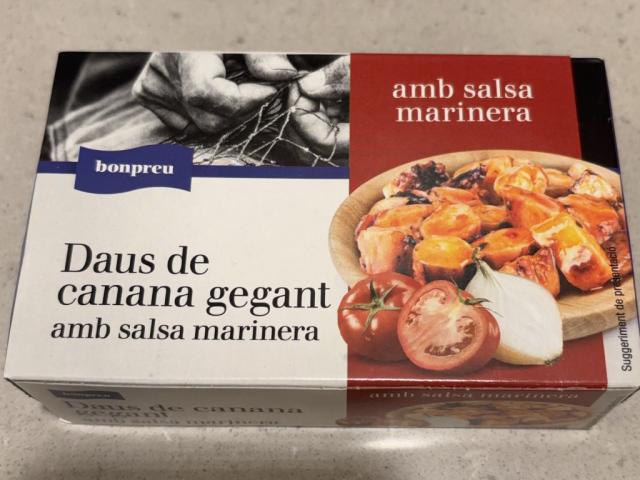 amb salsa
marinera
bonpreu
Daus de
canana gegant
amb salsa marinera
Suggeriment de presentació
bonpreu
Daus de canana
gegant
amb salsa marinera
amb salsa marinera